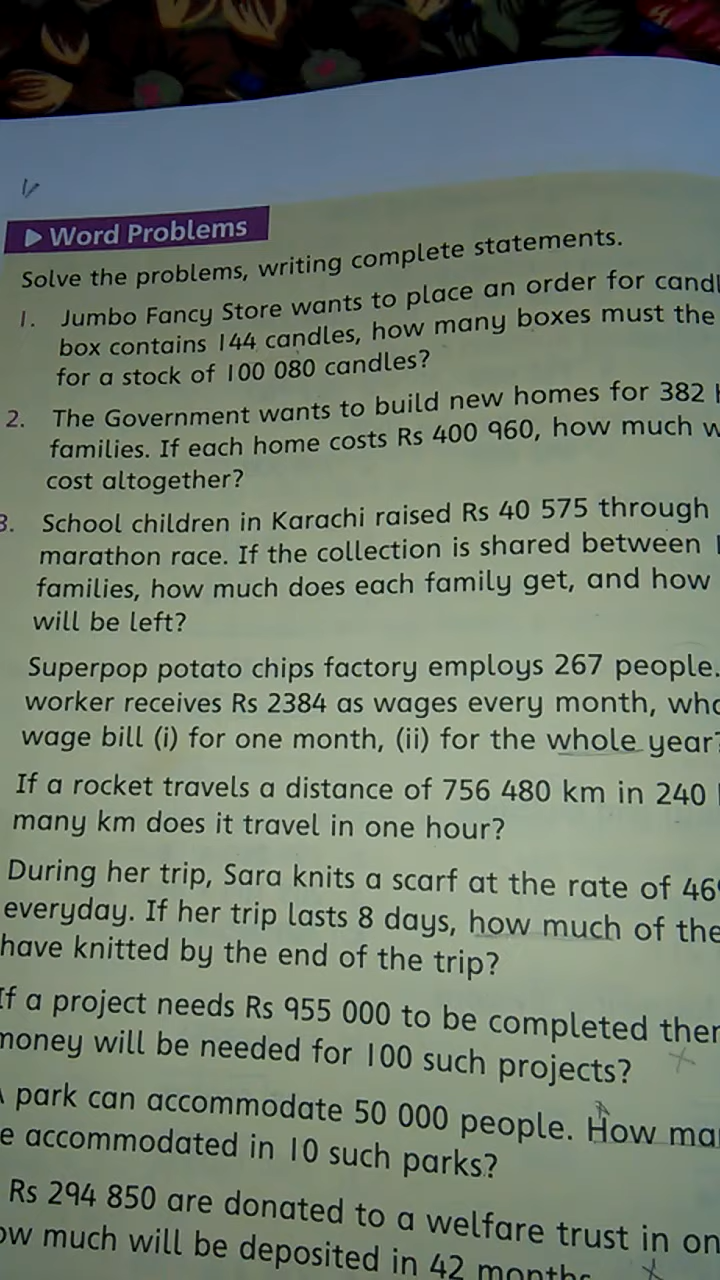 Word Problems
Solve the problems, writing complete statements.
1. Jumbo Fancy Store wants to place an order for
box contains 144 candles, how many boxes must the
for a stock of 100 080 candles?
2. The Government wants to build new homes for 382
families. If each home costs Rs 400 960, how much
cost altogether?
3. School children in Karachi raised Rs 40 575 through
marathon race. If the collection is shared between
families, how much does each family get, and how
will be left?
Superpop potato chips factory employs 267 people.
worker receives Rs 2384 as wages every month,
wage bill (i) for one month, (ii) for the whole year?
If a rocket travels a distance of 756 480 km in 240
many km does it travel in one hour?
During her trip, Sara knits a scarf at the rate of
everyday. If her trip lasts 8 days, how much of the
have knitted by the end of the trip?
If a project needs Rs 955 000 to be completed
money will be needed for 100 such projects?
park can accommodate 50 000 people. How
accommodated in 10 such parks?
Rs 294 850 are donated to a welfare trust in
much will be deposited in 42 months